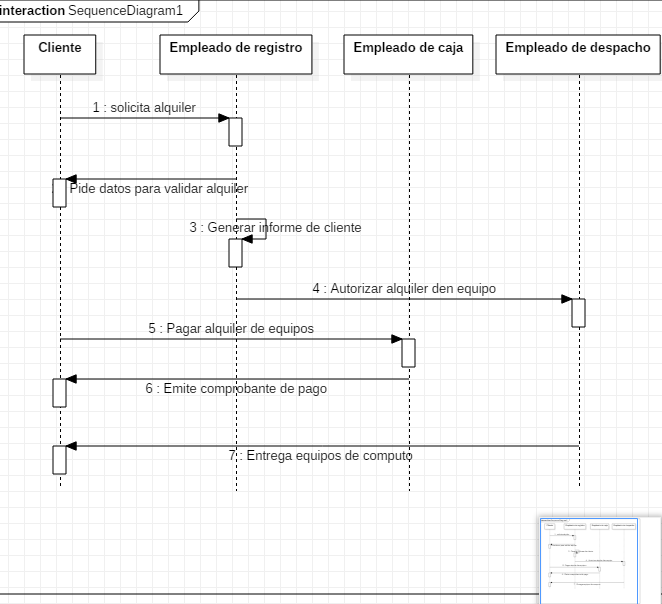 interaction SequenceDiagram1
Cliente
Empleado de registro
Empleado de caja
Empleado de despacho
1 : solicita alquiler
Pide datos para validar alquiler
3 : Generar informe de cliente
4 : Autorizar alquiler den equipo
5 : Pagar alquiler de equipos
6 : Emite comprobante de pago
7 : Entrega equipos de computo